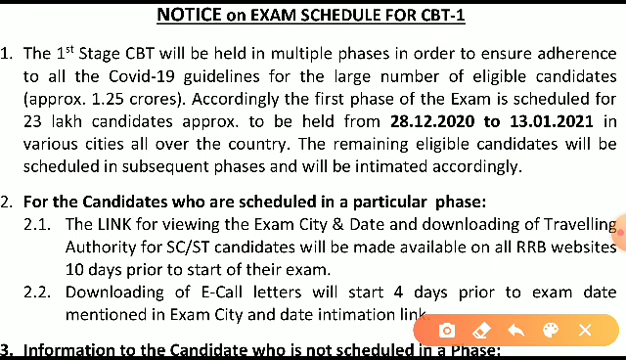 NOTICE on EXAM SCHEDULE FOR CBT-1
1. The 1st Stage CBT will be held in multiple phases in order to ensure adherence
to all the Covid-19 guidelines for the large number of eligible candidates
(approx. 1.25 crores). Accordingly the first phase of the Exam is scheduled for
23 lakh candidates approx. to be held from 28.12.2020 to 13.01.2021 in
various cities all over the country. The remaining eligible candidates will be
scheduled in subsequent phases and will be intimated accordingly.
2. For the Candidates who are scheduled in a particular phase:
2.1. The LINK for viewing the Exam City & Date and downloading of Travelling
Authority for SC/ST candidates will be made available on all RRB websites
10 days prior to start of their exam.
2.2. Downloading of E-Call letters will start 4 days prior to exam date
mentioned in Exam City and date intimation link.
3. Information to the Candidate who is not scheduled in a Phase: